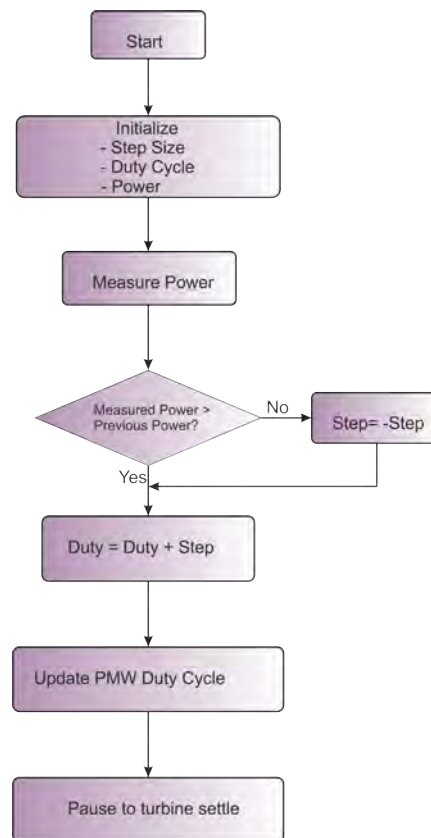 Start
Initialize
- Step Size
- Duty Cycle
- Power
Measure Power
Measured Power >
Previous Power?
No
Step= -Step
Yes
Duty = Duty + Step
Update PMW Duty Cycle
Pause to turbine settle